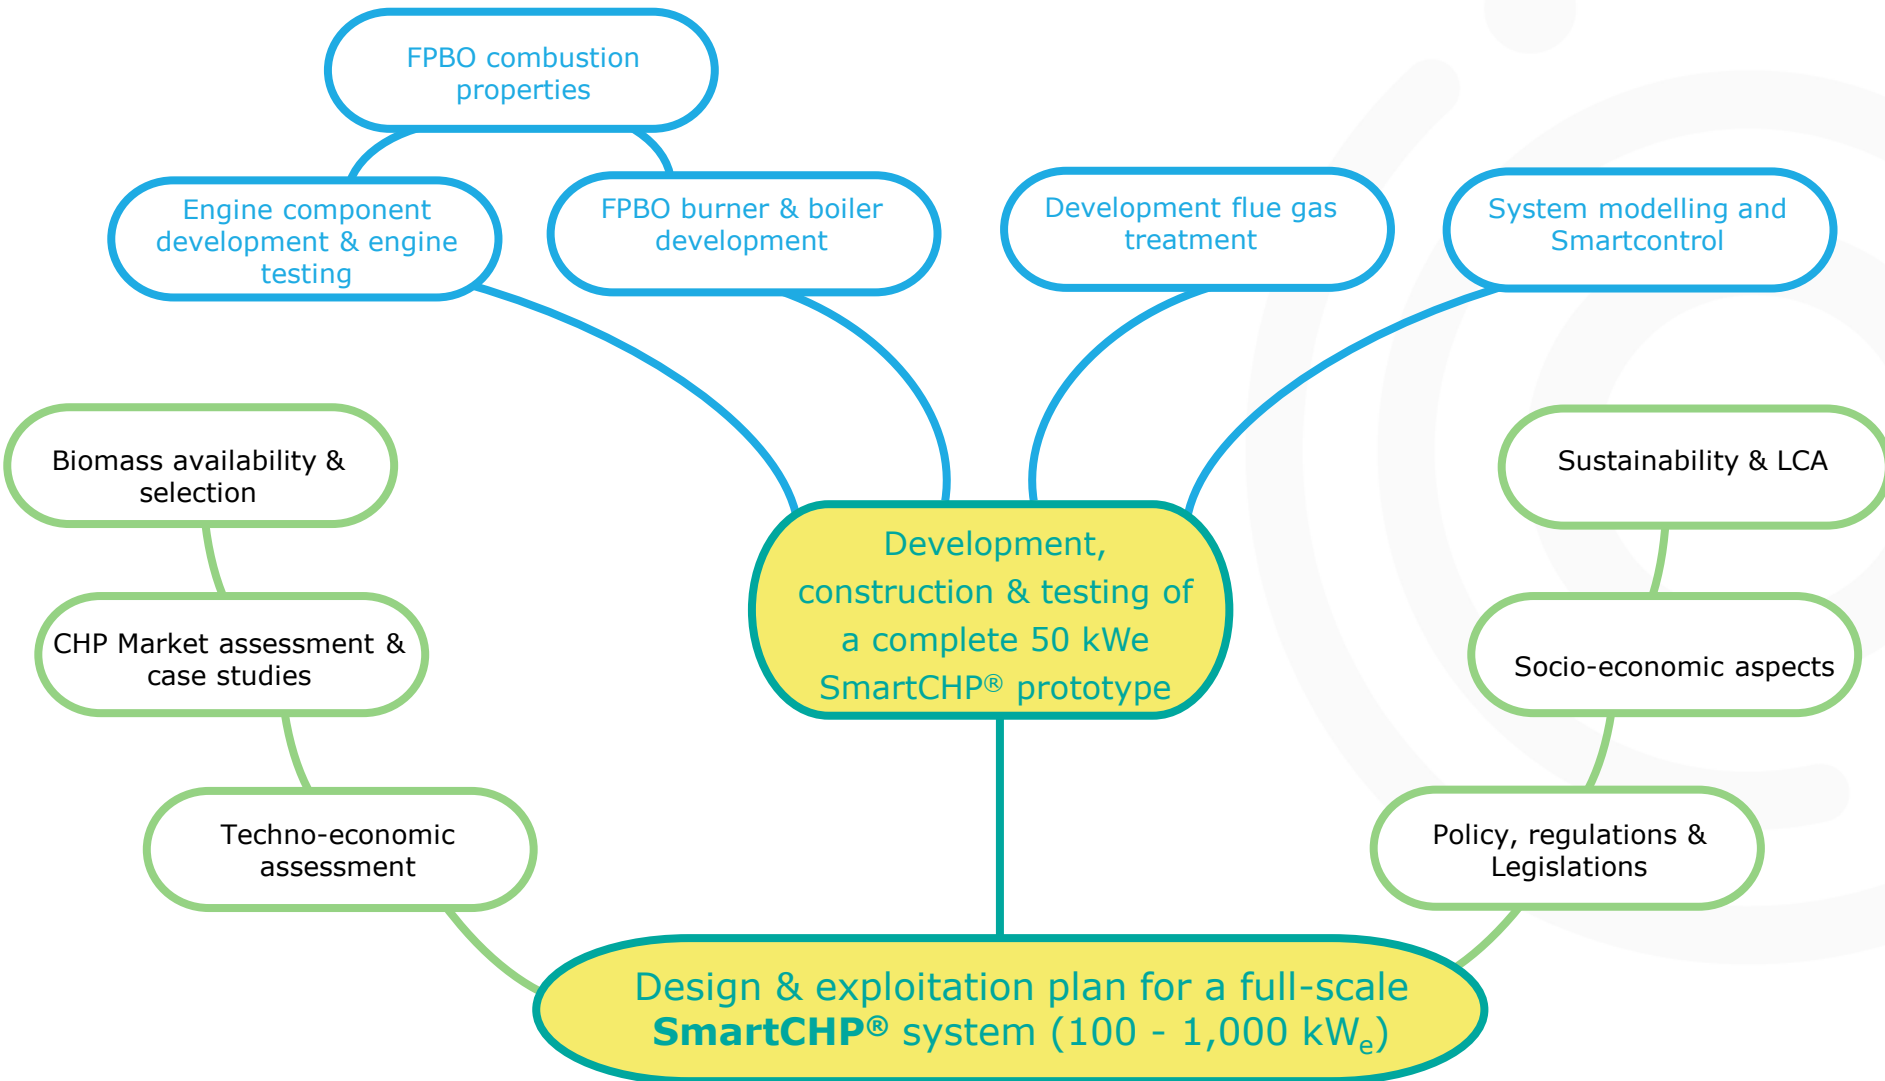 FPBO combustion
properties
Engine component
development & engine
testing
FPBO burner & boiler
development
Development flue gas
treatment
System modelling and
Smartcontrol
Biomass availability &
selection
Sustainability & LCA
Development,
construction & testing of
a complete 50 kWe
SmartCHP® prototype
CHP Market assessment &
case studies
Socio-economic aspects
Techno-economic
assessment
Policy, regulations &
Legislations
Design & exploitation plan for a full-scale
SmartCHP® system (100 - 1,000 kWe)